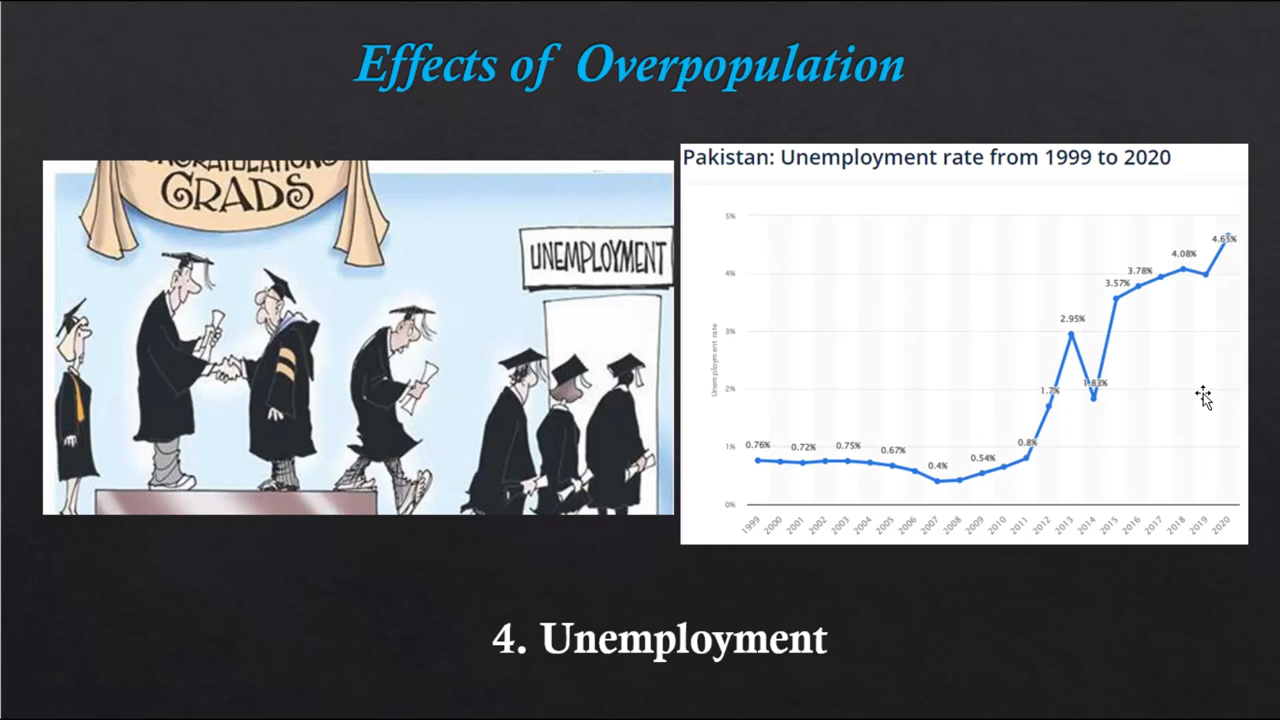 Effects of Overpopulation
CONGRATULATIONS
GRADS
UNEMPLOYMENT
Pakistan: Unemployment rate from 1999 to 2020
Unemployment rate
5%
4%
3%
2%
1%
0%
0.76%
0.72%
0.75%
0.67%
0.4%
0.54%
0.8%
1.7%
2.95%
1.83%
3.57%
3.78%
4.08%
4.65%
1999 2000 2001 2002 2003 2004 2005 2006 2007 2008 2009 2010 2011 2012 2013 2014 2015 2016 2017 2018 2019 2020
4. Unemployment